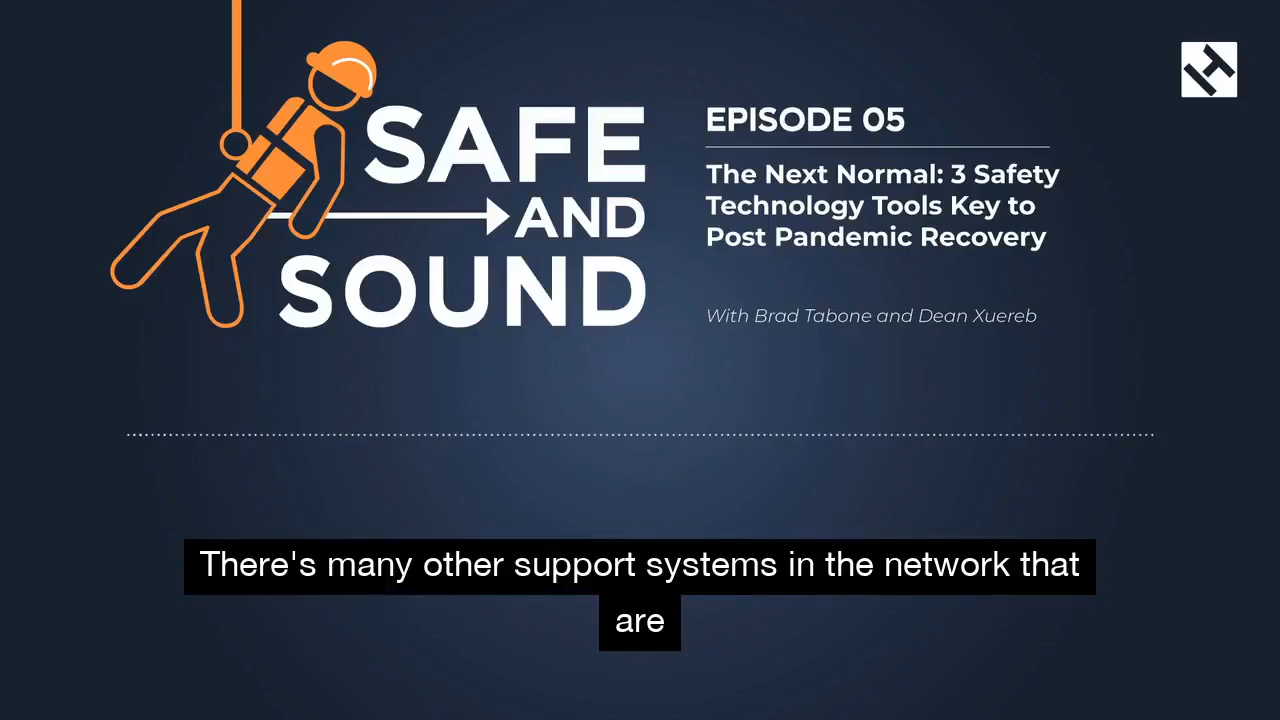 SAFE
AND
SOUND
EPISODE 05
The Next Normal: 3 Safety
Technology Tools Key to
Post Pandemic Recovery
With Brad Tabone and Dean Xuereb
There's many other support systems in the network that
are